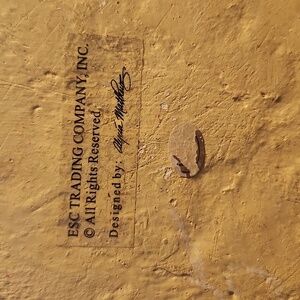 ESC TRADING COMPANY, INC.
© All Rights Reserved.
Designed by: